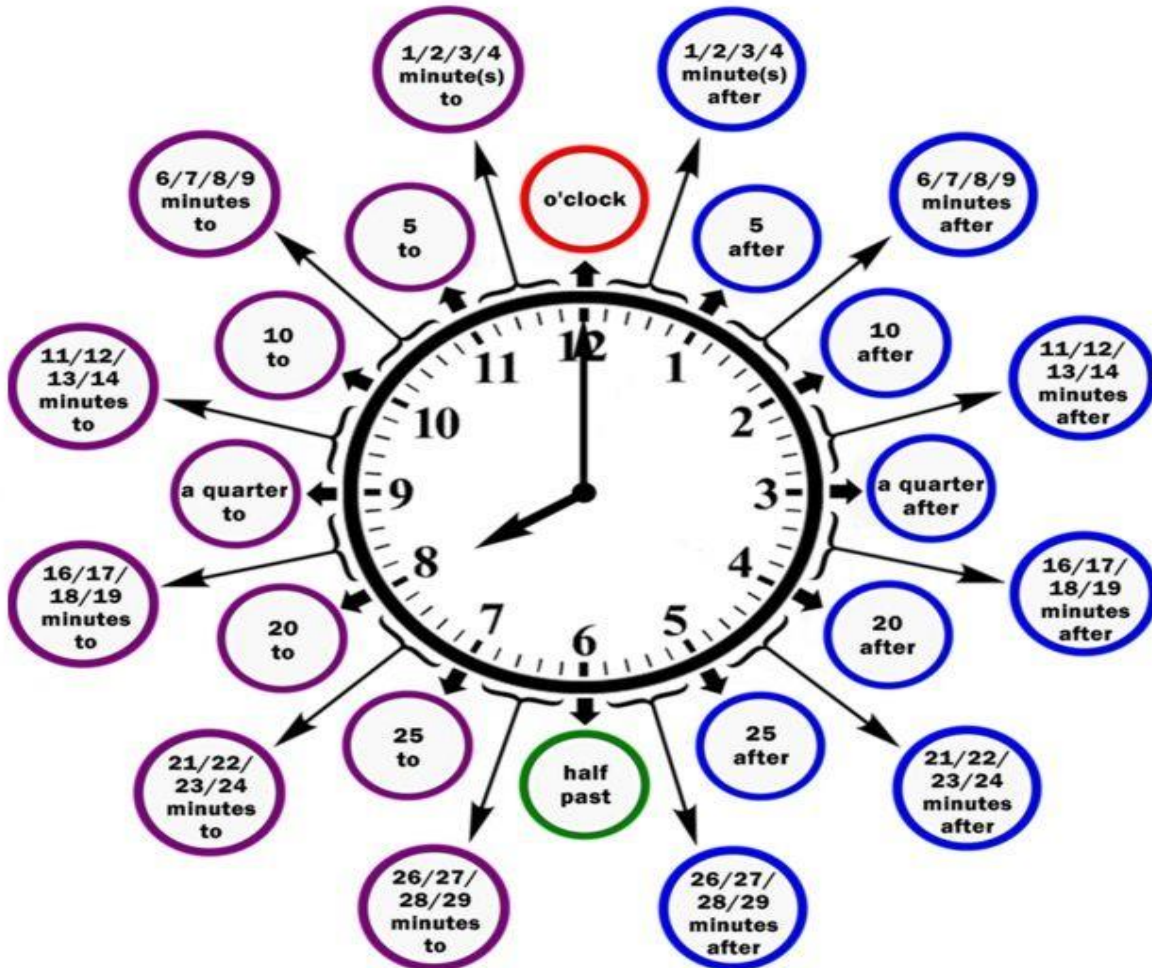 1/2/3/4
minute(s)
to
1/2/3/4
minute(s)
after
6/7/8/9
minutes
to
5
to
o'clock
5
after
6/7/8/9
minutes
after
11/12/
13/14
minutes
to
10
to
10
after
11/12/
13/14
minutes
after
12
11
1
10
2
a quarter
to
9
3
a quarter
after
8
4
7
5
6
16/17/
18/19
minutes
to
20
to
20
after
16/17/
18/19
minutes
after
21/22/
23/24
minutes
to
25
to
half
past
25
after
21/22/
23/24
minutes
after
26/27/
28/29
minutes
to
26/27/
28/29
minutes
after